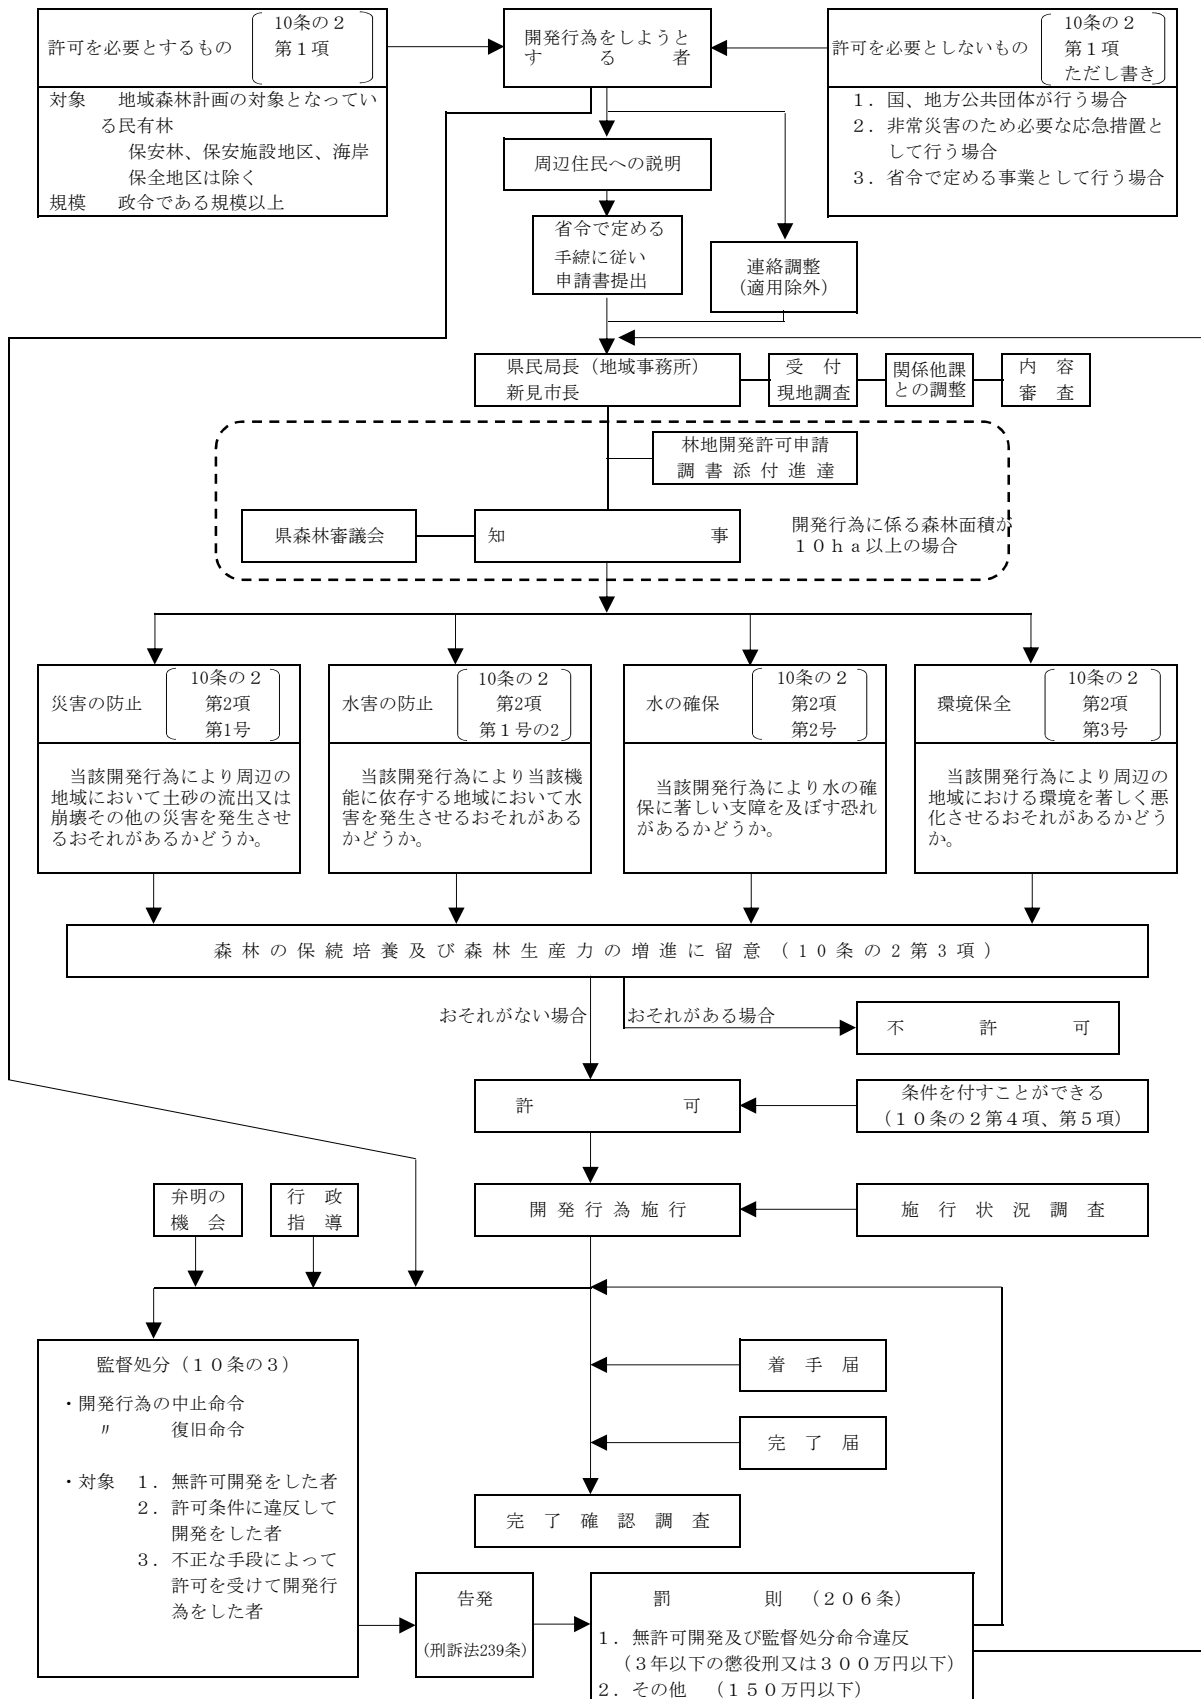 許可を必要とするもの
10条の２
第１項
対象　地域森林計画の対象となってい
る民有林
保安林、保安施設地区、海岸
保全地区は除く
規模　政令である規模以上
開発行為をしようと
する者
許可を必要としないもの
10条の２
第１項
ただし書き
１．国、地方公共団体が行う場合
２．非常災害のため必要な応急措置と
して行う場合
３．省令で定める事業として行う場合
周辺住民への説明
省令で定める
手続に従い
申請書提出
連絡調整
（適用除外）
県民局長（地域事務所）
新見市長
受付
現地調査
関係他課
との調整
内容
審査
林地開発許可申請
調書添付進達
県森林審議会
知事
開発行為に係る森林面積が
１０ｈａ以上の場合
災害の防止
10条の２
第2項
第1号
当該開発行為により周辺の
地域において土砂の流出又は
崩壊その他の災害を発生させ
るおそれがあるかどうか。
水害の防止
10条の２
第2項
第１号の2
当該開発行為により当該機
能に依存する地域において水
害を発生させるおそれがある
かどうか。
水の確保
10条の２
第2項
第2号
当該開発行為により水の確
保に著しい支障を及ぼす恐れ
があるかどうか。
環境保全
10条の２
第2項
第3号
当該開発行為により周辺の
地域における環境を著しく悪
化させるおそれがあるかどう
か。
森林の保続培養及び森林生産力の増進に留意（10条の2第3項）
おそれがない場合
おそれがある場合
不許可
許可
条件を付すことができる
（１０条の２第４項、第５項）
弁明の
機会
行政
指導
開発行為施行
施行状況調査
監督処分（１０条の３）
・開発行為の中止命令
〃　復旧命令
・対象　１．無許可開発をした者
２．許可条件に違反して
開発をした者
３．不正な手段によって
許可を受けて開発行
為をした者
着手届
完了届
完了確認調査
告発
(刑訴法239条)
罰則　（２０６条）
１．無許可開発及び監督処分命令違反
（３年以下の懲役刑又は３００万円以下）
２．その他　（１５０万円以下）